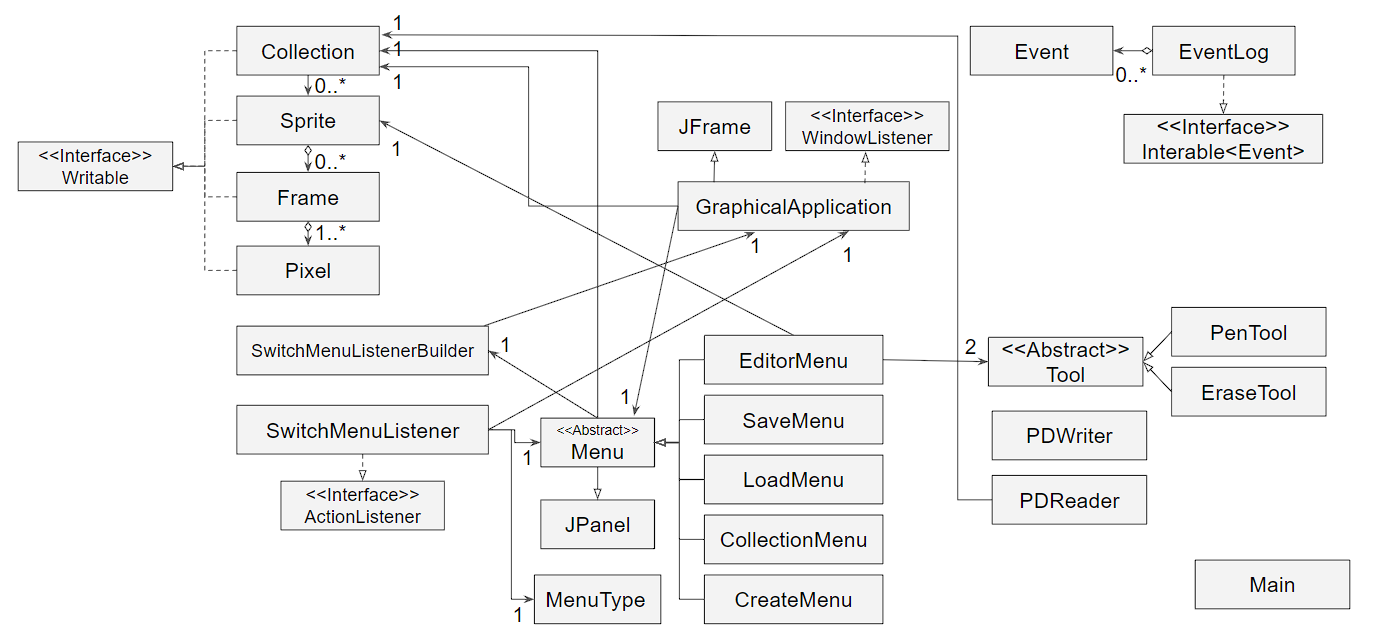 1
Collection
1
1
0..*
Sprite
1
0..*
Frame
1..*
Pixel
<<Interface>>
Writable
JFrame
<<Interface>>
WindowListener
GraphicalApplication
1
1
Event
0..*
EventLog
<<Interface>>
Interable<Event>
SwitchMenuListenerBuilder
1
SwitchMenuListener
1
<<Interface>>
ActionListener
1
<<Abstract>>
Menu
JPanel
1
MenuType
EditorMenu
SaveMenu
LoadMenu
CollectionMenu
CreateMenu
2
<<Abstract>>
Tool
PenTool
EraseTool
PDWriter
PDReader
Main